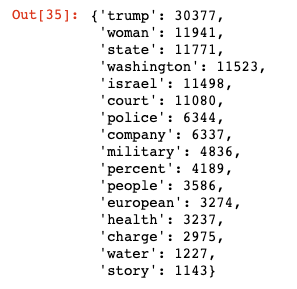 Out[35]: {'trump': 30377,
'woman': 11941,
'state': 11771,
'washington': 11523,
'israel': 11498,
'court': 11080,
'police': 6344,
'company': 6337,
'military': 4836,
'percent': 4189,
'people': 3586,
'european': 3274,
'health': 3237,
'charge': 2975,
'water': 1227,
'story': 1143}